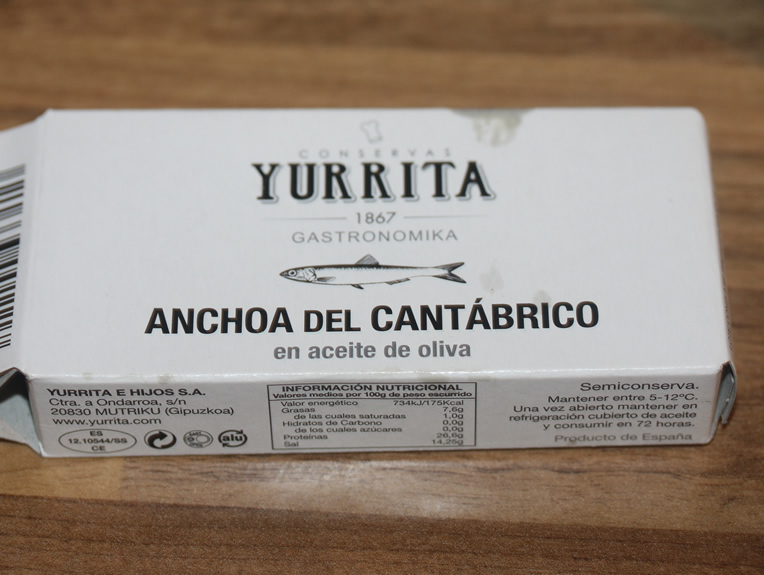 CONSERVAS
YURRITA
1867
GASTRONOMIKA
ANCHOA DEL CANTÁBRICO
en aceite de oliva
YURRITA E HIJOS S.A.
Ctra. a Ondarroa, s/n
20830 MUTRIKU (Gipuzkoa)
www.yurrita.com
ES
12.10544/SS
CE
alu
INFORMACIÓN NUTRICIONAL
Valores medios por 100g de peso escurrido
Valor energético 734kJ/175Kcal
Grasas 7,6g
de las cuales saturadas 1,0g
Hidratos de Carbono 0,0g
de los cuales azúcares 0,0g
Proteínas 26,6g
Sal 14,25g
Semiconserva.
Mantener entre 5-12ºC.
Una vez abierto mantener en
refrigeración cubierto de aceite
y consumir en 72 horas.
Producto de España